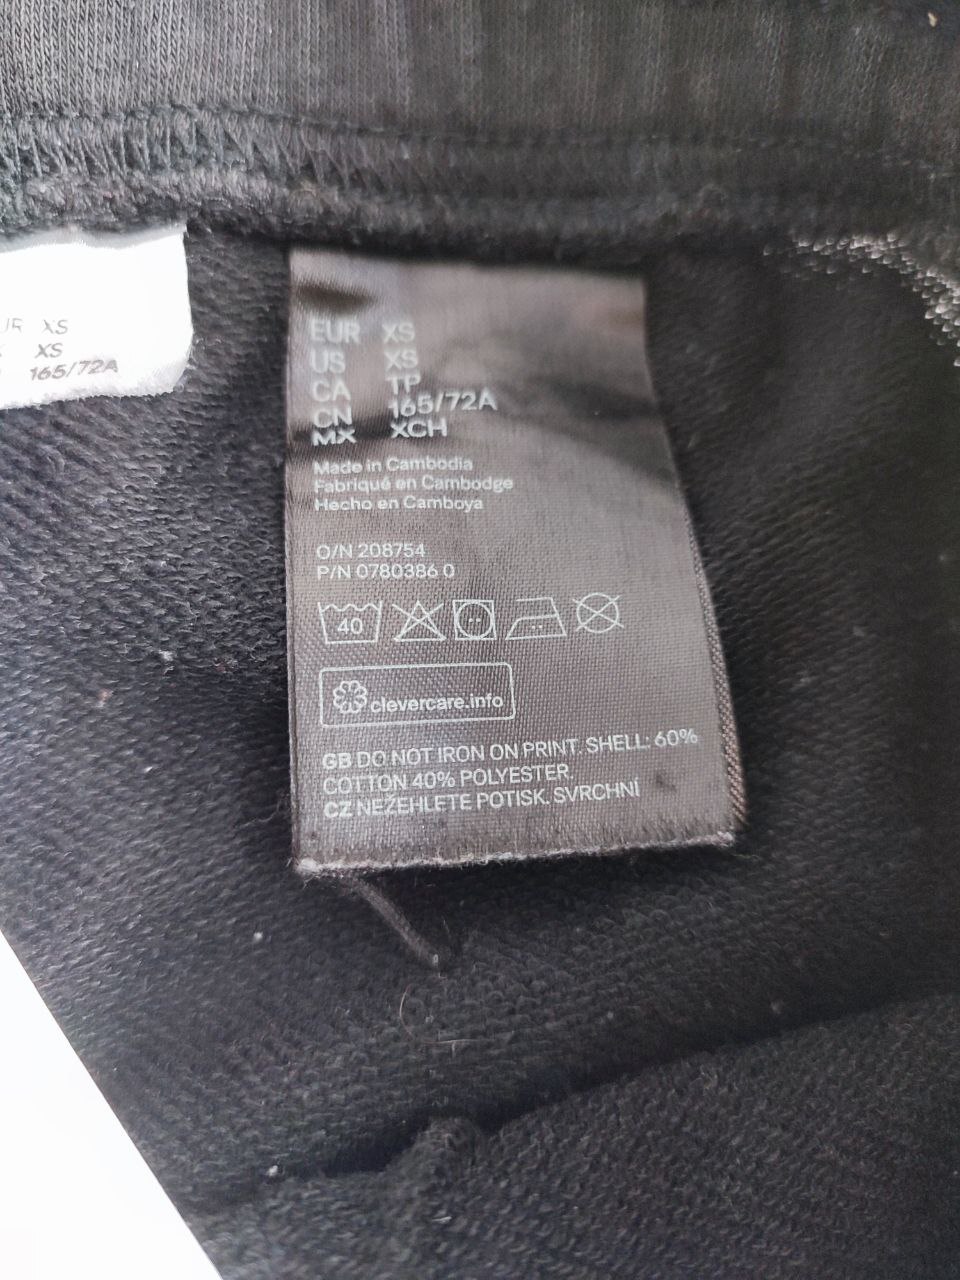 XS
XS
165/72A
EUR XS
US XS
CA TP
CN 165/72A
MX XCH
Made in Cambodia
Fabriqué en Cambodge
Hecho en Camboya
O/N 208754
P/N 0780386 0
40
clevercare.info
GB DO NOT IRON ON PRINT. SHELL: 60%
COTTON 40% POLYESTER.
CZ NEŽEHLETE POTISK. SVRCHNÍ